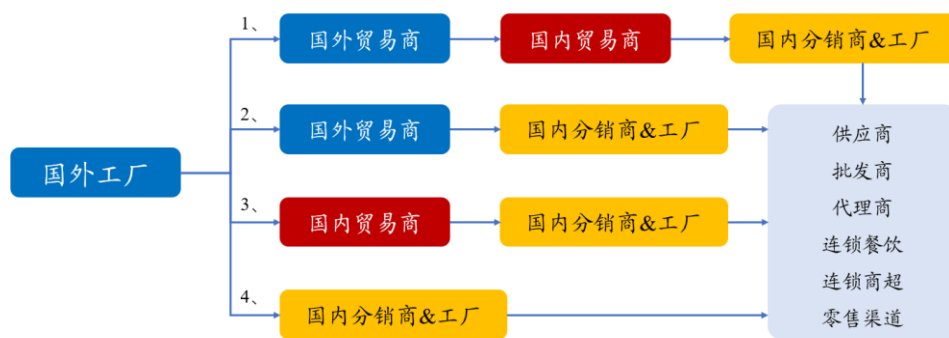 1、
国外贸易商
国内贸易商
国内分销商&工厂
2、
国外贸易商
国内分销商&工厂
供应商
批发商
国外工厂
代理商
3、
国内贸易商
国内分销商&工厂
连锁餐饮
连锁商超
4、
国内分销商&工厂
零售渠道